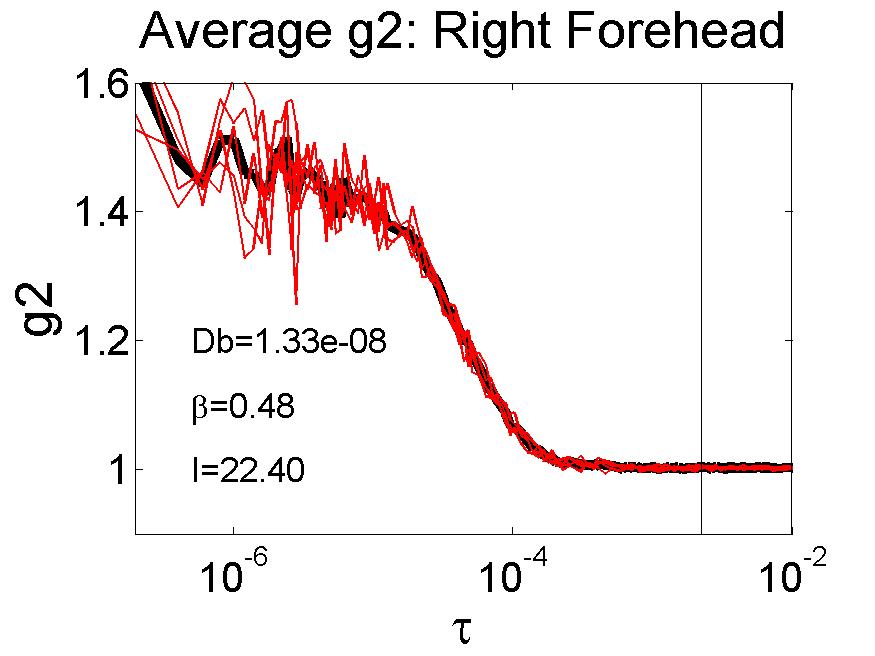 Average g2: Right Forehead
1.6
1.4
1.2
1
g2
Db=1.33e-08
β=0.48
I=22.40
10^-6
10^-4
10^-2
τ